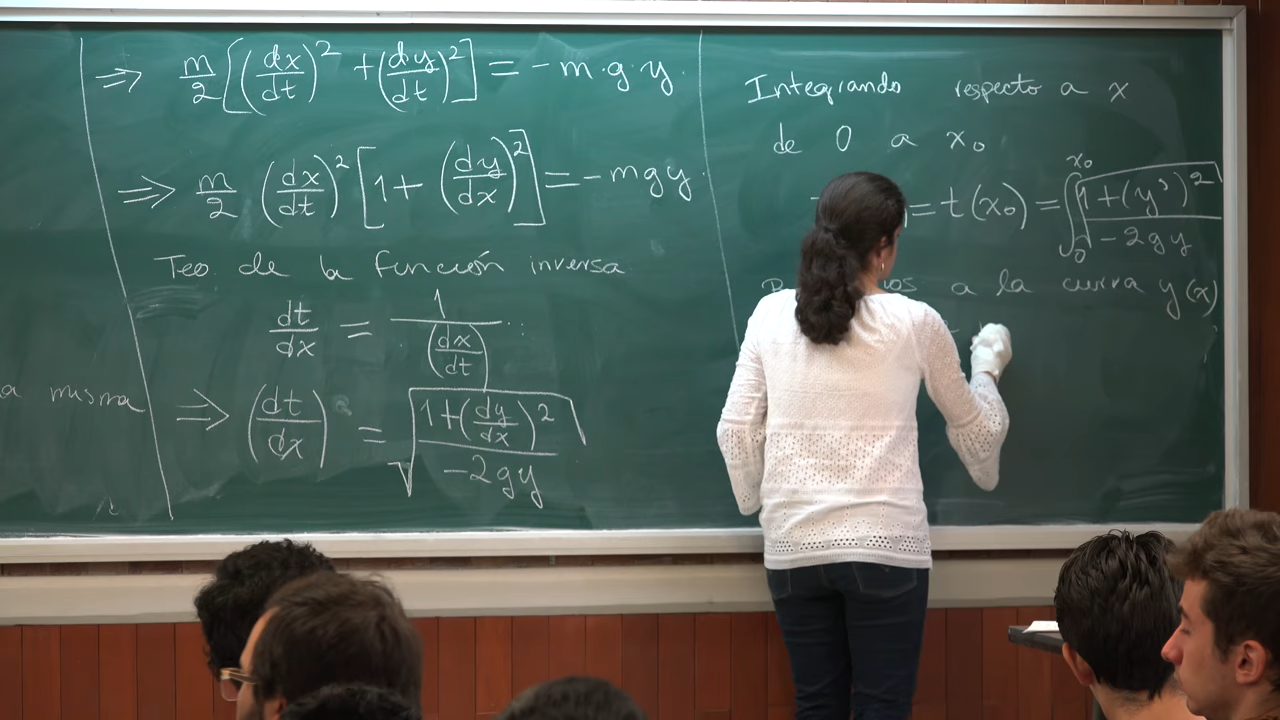 a misma
⇒ m/2 [(dx/dt)² + (dy/dt)²] = -m·g·y.
⇒ m/2 (dx/dt)² [1 + (dy/dx)²] = -mgy.
Teo. de la función inversa
dt/dx = 1/(dx/dt)
⇒ (dt/dx) = √((1+(dy/dx)²)/(-2gy))
Integrando respecto a x
de 0 a x₀
= t(x₀) = ∫₀^x₀ √((1+(y')²)/(-2gy))
a la curva y(x)